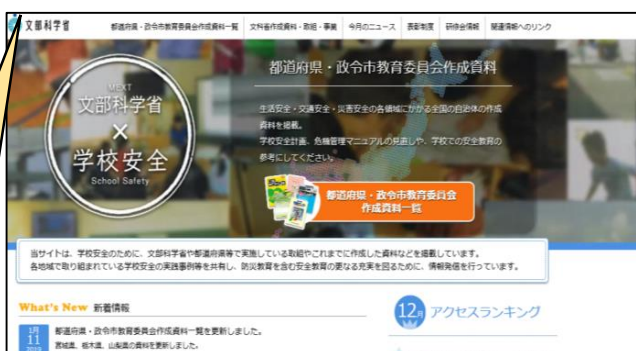 文部科学省
都道府県・政令市教育委員会作成資料一覧 文科省作成資料・取組・事業 今月のニュース 表彰制度 研修会情報 関連情報へのリンク
MEXT
文部科学省
×
学校安全
School Safety
都道府県・政令市教育委員会作成資料
生活安全・交通安全・災害安全の各領域にかかる全国の自治体の作成
資料を掲載。
学校安全計画、危機管理マニュアルの見直しや、学校での安全教育の
参考にしてください。
都道府県・政令市教育委員会
作成資料一覧
当サイトは、学校安全のために、文部科学省や都道府県等で実施している取組やこれまでに作成した資料などを掲載しています。
各地域で取り組まれている学校安全の実践事例等を共有し、防災教育を含む安全教育の更なる充実を図るために、情報発信を行っています。
What's New 新着情報
12月 アクセスランキング
1月
11
2019
都道府県・政令市教育委員会作成資料一覧を更新しました。
宮城県、栃木県、山梨県の資料を更新しました。